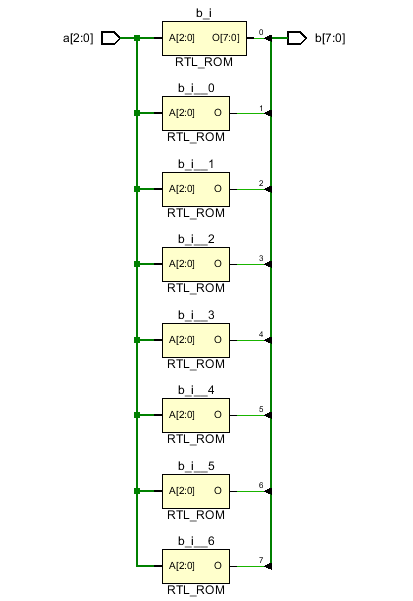 b_i
a[2:0] A[2:0] O[7:0] 0 b[7:0]
RTL_ROM
b_i__0
A[2:0] O 1
RTL_ROM
b_i__1
A[2:0] O 2
RTL_ROM
b_i__2
A[2:0] O 3
RTL_ROM
b_i__3
A[2:0] O 4
RTL_ROM
b_i__4
A[2:0] O 5
RTL_ROM
b_i__5
A[2:0] O 6
RTL_ROM
b_i__6
A[2:0] O 7
RTL_ROM